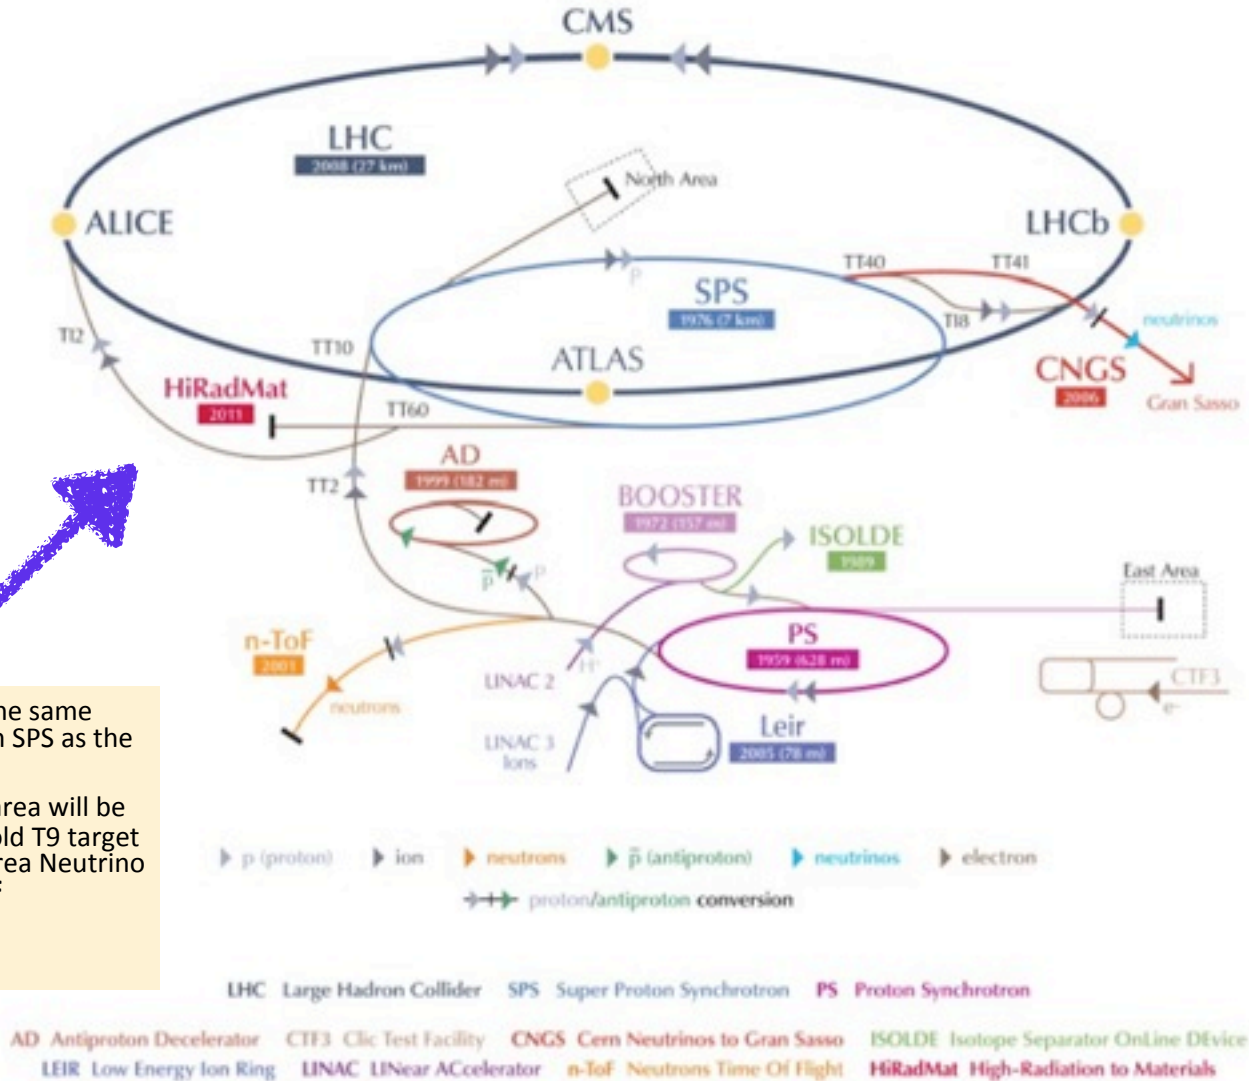 CMS
LHC
2008 (27 km)
North Area
ALICE
LHCb
TT40
TT41
SPS
1976 (7 km)
p
TI2
TT10
TI8
neutrinos
ATLAS
CNGS
2006
Gran Sasso
HiRadMat
2011
TT60
AD
1999 (182 m)
TT2
BOOSTER
1972 (157 m)
ISOLDE
1989
p̅
p
East Area
n-ToF
2001
PS
1959 (628 m)
H⁺
LINAC 2
neutrons
CTF3
e-
LINAC 3
Ions
Leir
2005 (78 m)
same
SPS as the
area will be
old T9 target
Neutrino
p (proton) ion neutrons p̅ (antiproton) neutrinos electron
proton/antiproton conversion
LHC Large Hadron Collider SPS Super Proton Synchrotron PS Proton Synchrotron
AD Antiproton Decelerator CTF3 Clic Test Facility CNGS Cern Neutrinos to Gran Sasso ISOLDE Isotope Separator OnLine DEvice
LEIR Low Energy Ion Ring LINAC LINear ACcelerator n-ToF Neutrons Time Of Flight HiRadMat High-Radiation to Materials